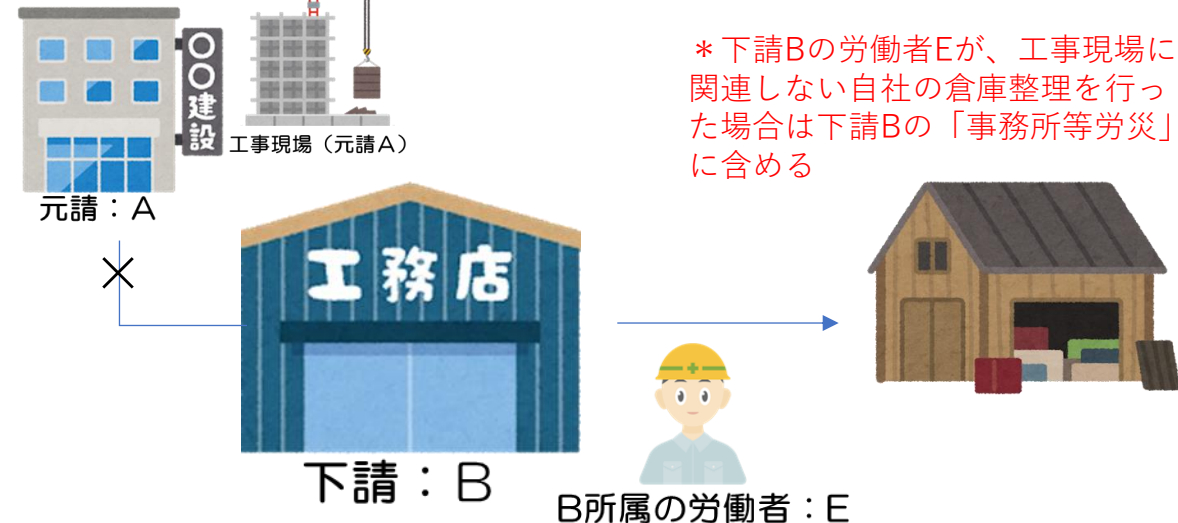 〇〇建設
工事現場（元請A）
元請：A
＊下請Bの労働者Eが、工事現場に
関連しない自社の倉庫整理を行っ
た場合は下請Bの「事務所等労災」
に含める
工務店
下請：B
B所属の労働者：E